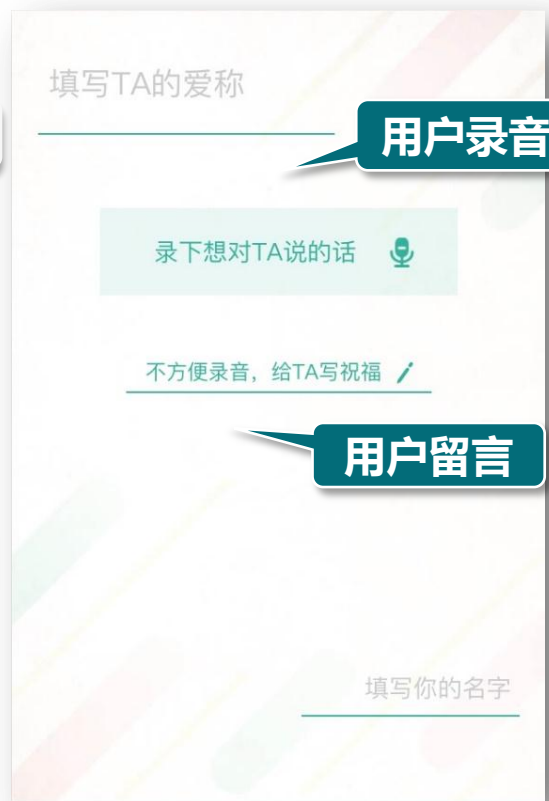 填写TA的爱称
用户录音
录下想对TA说的话
不方便录音，给TA写祝福
用户留言
填写你的名字